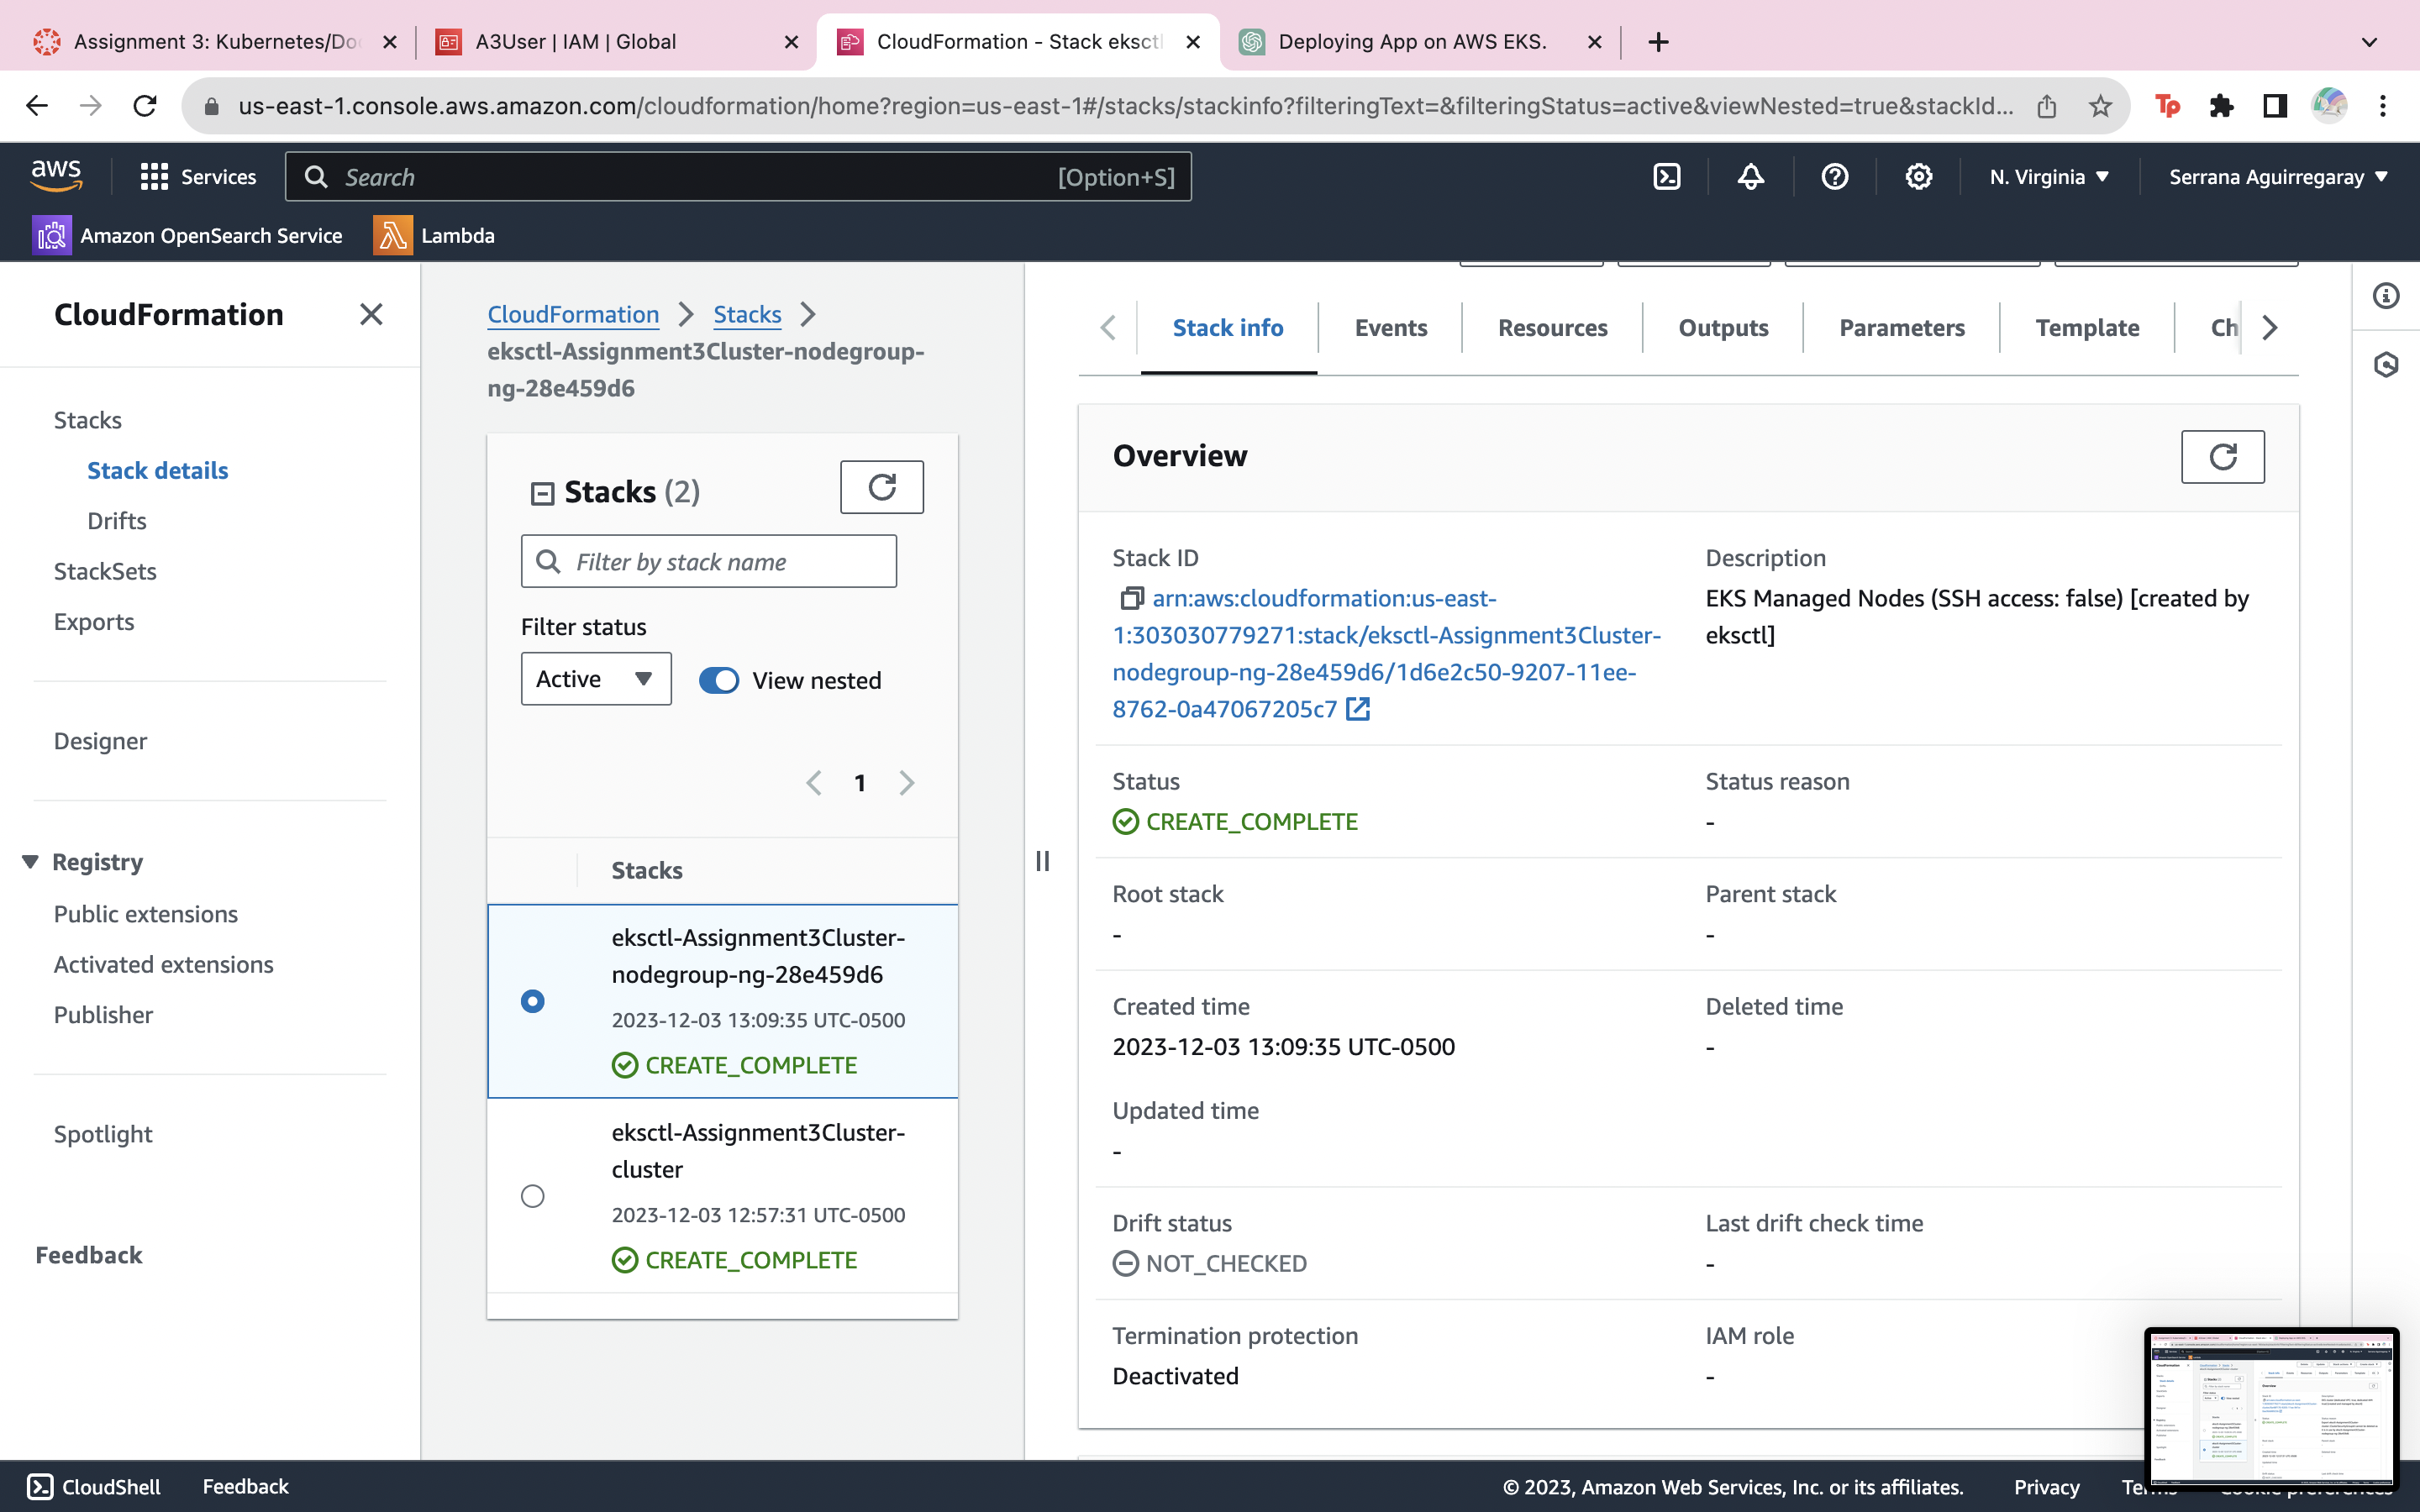 Assignment 3: Kubernetes/Do
A3User | IAM | Global
CloudFormation - Stack eksctl
Deploying App on AWS EKS.
us-east-1.console.aws.amazon.com/cloudformation/home?region=us-east-1#/stacks/stackinfo?filteringText=&filteringStatus=active&viewNested=true&stackId...
Tp
aws
Services
Search
[Option+S]
N. Virginia
Serrana Aguirregaray
Amazon OpenSearch Service
Lambda
CloudFormation
Stacks
Stack details
Drifts
StackSets
Exports
Designer
Registry
Public extensions
Activated extensions
Publisher
Spotlight
Feedback
CloudFormation
Stacks
eksctl-Assignment3Cluster-nodegroup-
ng-28e459d6
Stacks (2)
Filter by stack name
Filter status
Active
View nested
1
Stacks
eksctl-Assignment3Cluster-
nodegroup-ng-28e459d6
2023-12-03 13:09:35 UTC-0500
CREATE_COMPLETE
eksctl-Assignment3Cluster-
cluster
2023-12-03 12:57:31 UTC-0500
CREATE_COMPLETE
Stack info
Events
Resources
Outputs
Parameters
Template
Ch
Overview
Stack ID
arn:aws:cloudformation:us-east-
1:303030779271:stack/eksctl-Assignment3Cluster-
nodegroup-ng-28e459d6/1d6e2c50-9207-11ee-
8762-0a47067205c7
Description
EKS Managed Nodes (SSH access: false) [created by
eksctl]
Status
CREATE_COMPLETE
Status reason
-
Root stack
-
Parent stack
-
Created time
2023-12-03 13:09:35 UTC-0500
Deleted time
-
Updated time
-
Drift status
NOT_CHECKED
Last drift check time
-
Termination protection
Deactivated
IAM role
-
CloudShell
Feedback
© 2023, Amazon Web Services, Inc. or its affiliates.
Privacy
Terms
Cookie preferences